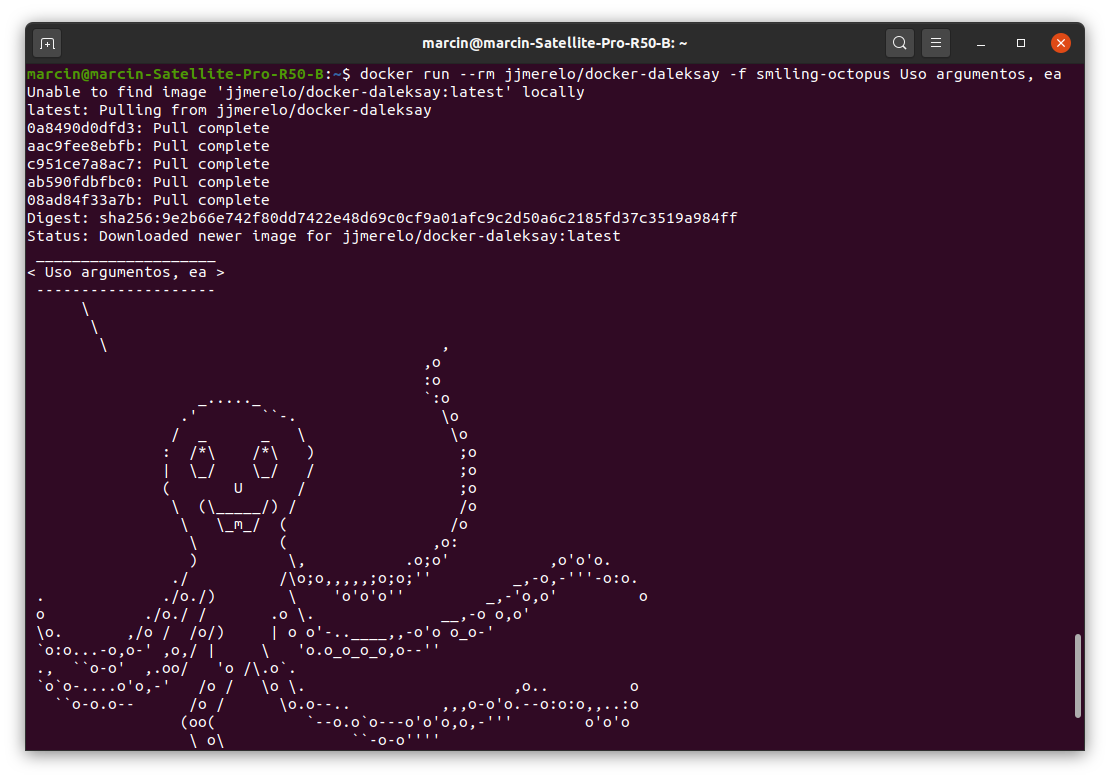 marcin@marcin-Satellite-Pro-R50-B: ~
marcin@marcin-Satellite-Pro-R50-B:~$ docker run --rm jjmerelo/docker-daleksay -f smiling-octopus Uso argumentos, ea
Unable to find image 'jjmerelo/docker-daleksay:latest' locally
latest: Pulling from jjmerelo/docker-daleksay
0a8490d0dfd3: Pull complete
aac9fee8ebfb: Pull complete
c951ce7a8ac7: Pull complete
ab590fdbfbc0: Pull complete
08ad84f33a7b: Pull complete
Digest: sha256:9e2b66e742f80dd7422e48d69c0cf9a01afc9c2d50a6c2185fd37c3519a984ff
Status: Downloaded newer image for jjmerelo/docker-daleksay:latest
 ____________________
< Uso argumentos, ea >
 --------------------
      \
       \
        \                                     ,
                                            ,o
                                            :o
                   _....._                  `:o
                 .'       ``-.                \o
                /  _      _   \                \o
               :  /*\    /*\   )                ;o
               |  \_/    \_/   /                ;o
               (       U      /                 ;o
                \  (\_____/) /                  /o
                 \   \_m_/  (                  /o
                  \         (                ,o:
                  )          \,           .o;o'           ,o'o'o.
                ./          /\o;o,,,,,;o;o;''         _,-o,-'''-o:o.
 .             ./o./)        \    'o'o'o''         _,-'o,o'         o
 o           ./o./ /       .o \.              __,-o o,o'
 \o.       ,/o /  /o/)     | o o'-..____,,-o'o o_o-'
 `o:o...-o,o-' ,o,/ |     \   'o.o_o_o_o,o--''
 .,  ``o-o'  ,.oo/   'o /\.o`.
 `o`o-....o'o,-'   /o /   \o \.                       ,o..         o
   ``o-o.o--      /o /      \o.o--..          ,,,o-o'o.--o:o:o,,..:o
                 (oo(          `--o.o`o---o'o'o,o,-'''        o'o'o
                  \ o\              ``-o-o''''